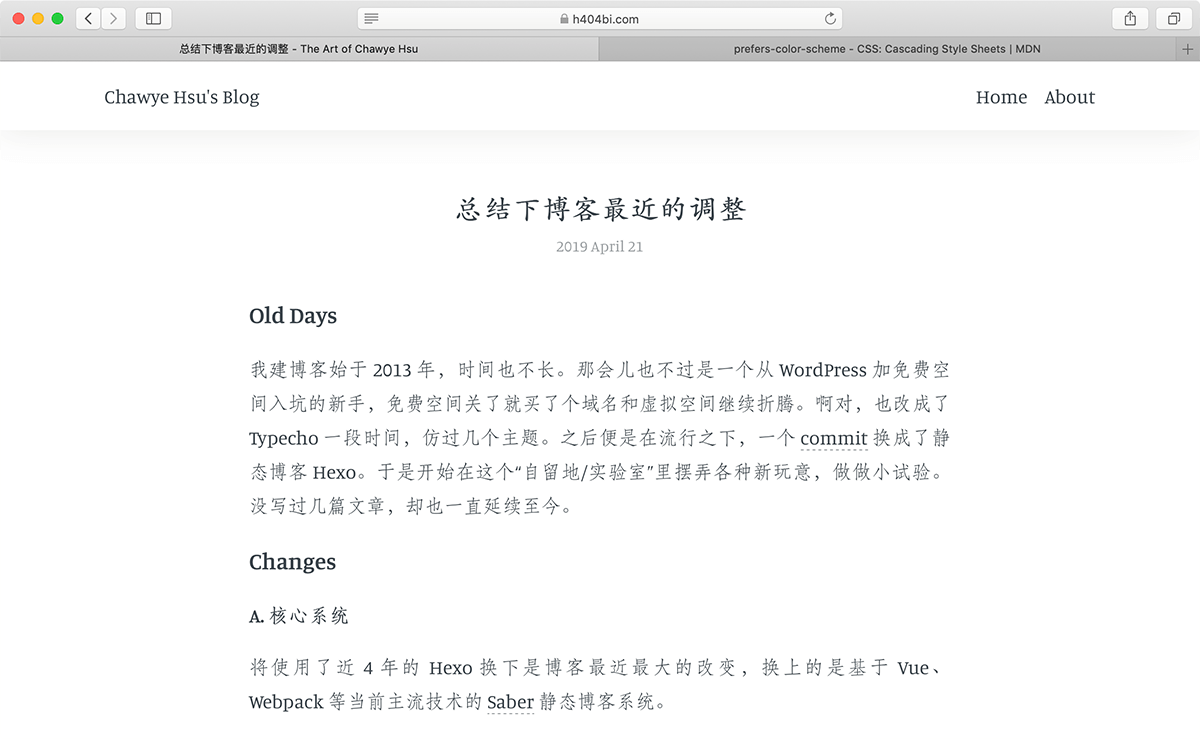 h404bi.com
总结下博客最近的调整 - The Art of Chawye Hsu
prefers-color-scheme - CSS: Cascading Style Sheets | MDN
Chawye Hsu's Blog
Home About
总结下博客最近的调整
2019 April 21
Old Days
我建博客始于 2013 年，时间也不长。那会儿也不过是一个从 WordPress 加免费空
间入坑的新手，免费空间关了就买了个域名和虚拟空间继续折腾。啊对，也改成了
Typecho 一段时间，仿过几个主题。之后便是在流行之下，一个 commit 换成了静
态博客 Hexo。于是开始在这个“自留地/实验室”里摆弄各种新玩意，做做小试验。
没写过几篇文章，却也一直延续至今。
Changes
A. 核心系统
将使用了近 4 年的 Hexo 换下是博客最近最大的改变，换上的是基于 Vue、
Webpack 等当前主流技术的 Saber 静态博客系统。